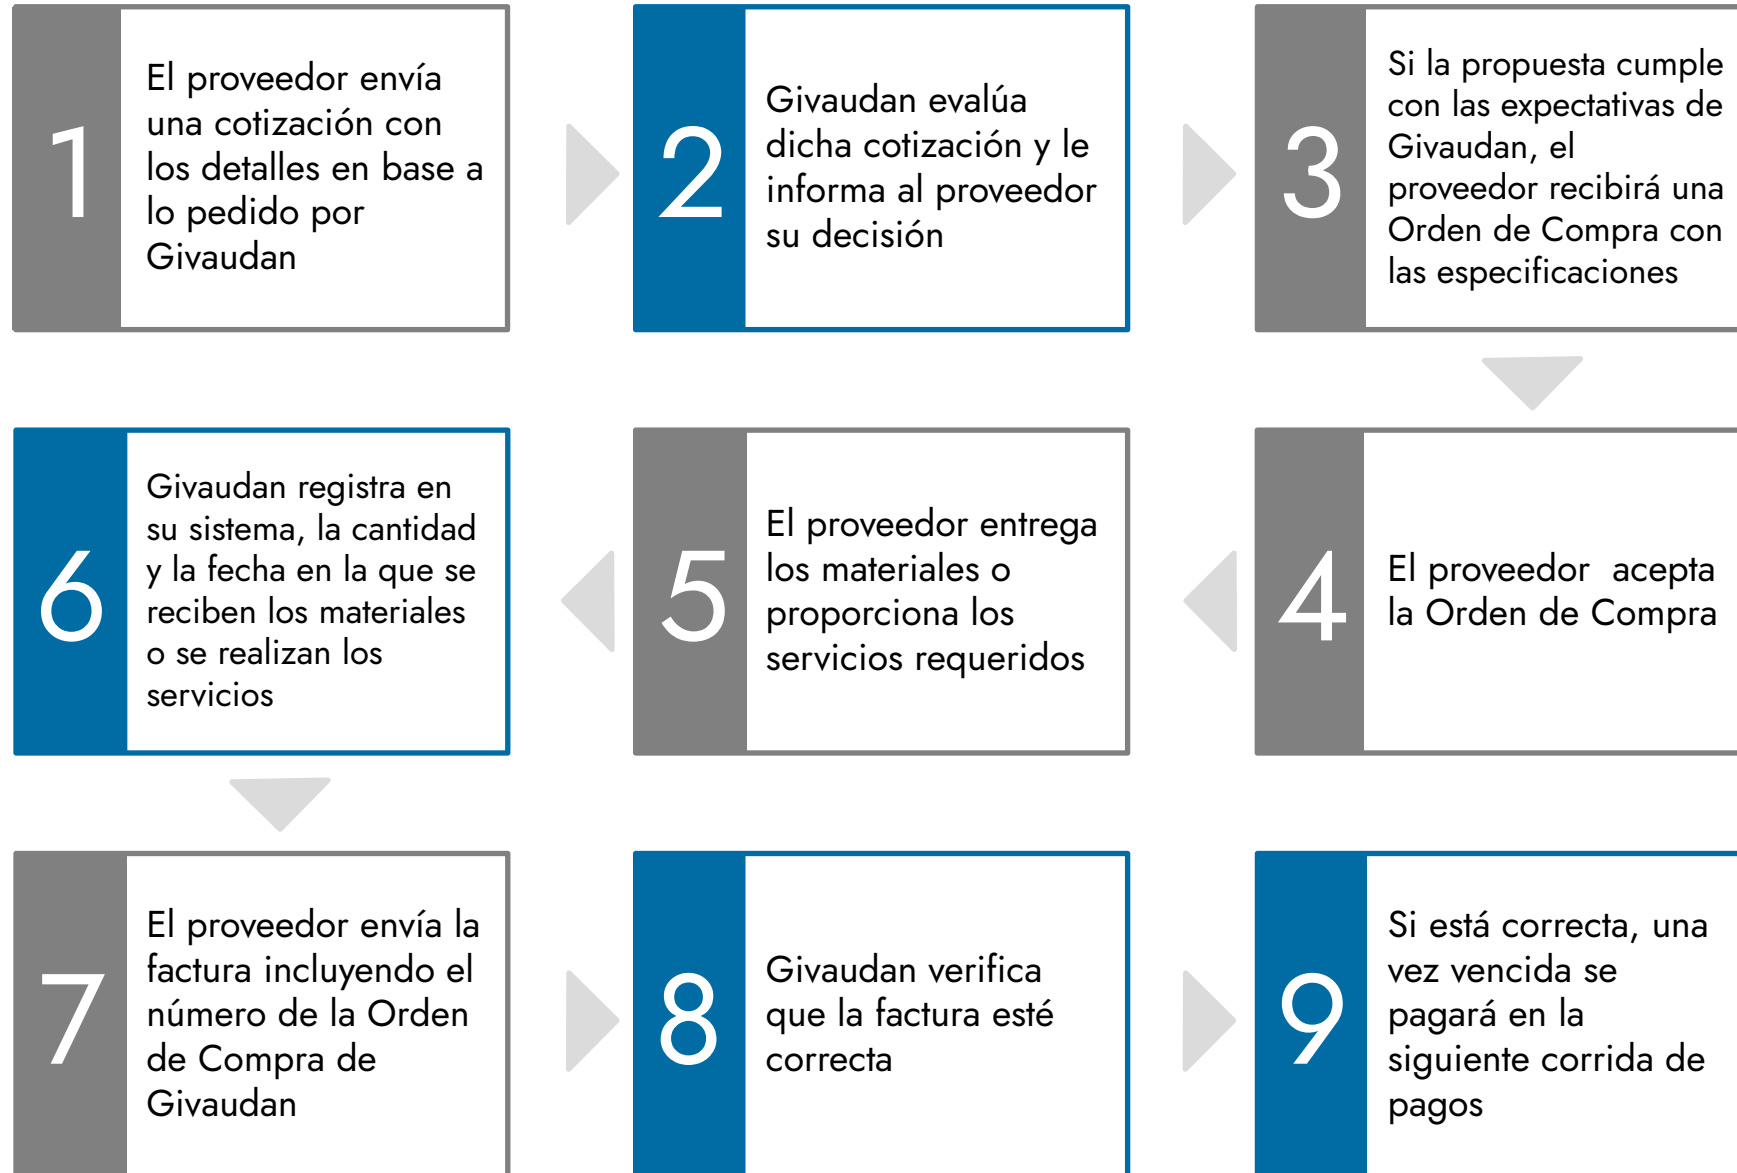 1
El proveedor envía
una cotización con
los detalles en base a
lo pedido por
Givaudan
2
Givaudan evalúa
dicha cotización y le
informa al proveedor
su decisión
3
Si la propuesta cumple
con las expectativas de
Givaudan, el
proveedor recibirá una
Orden de Compra con
las especificaciones
4
El proveedor  acepta
la Orden de Compra
5
El proveedor entrega
los materiales o
proporciona los
servicios requeridos
6
Givaudan registra en
su sistema, la cantidad
y la fecha en la que se
reciben los materiales
o se realizan los
servicios
7
El proveedor envía la
factura incluyendo el
número de la Orden
de Compra de
Givaudan
8
Givaudan verifica
que la factura esté
correcta
9
Si está correcta, una
vez vencida se
pagará en la
siguiente corrida de
pagos